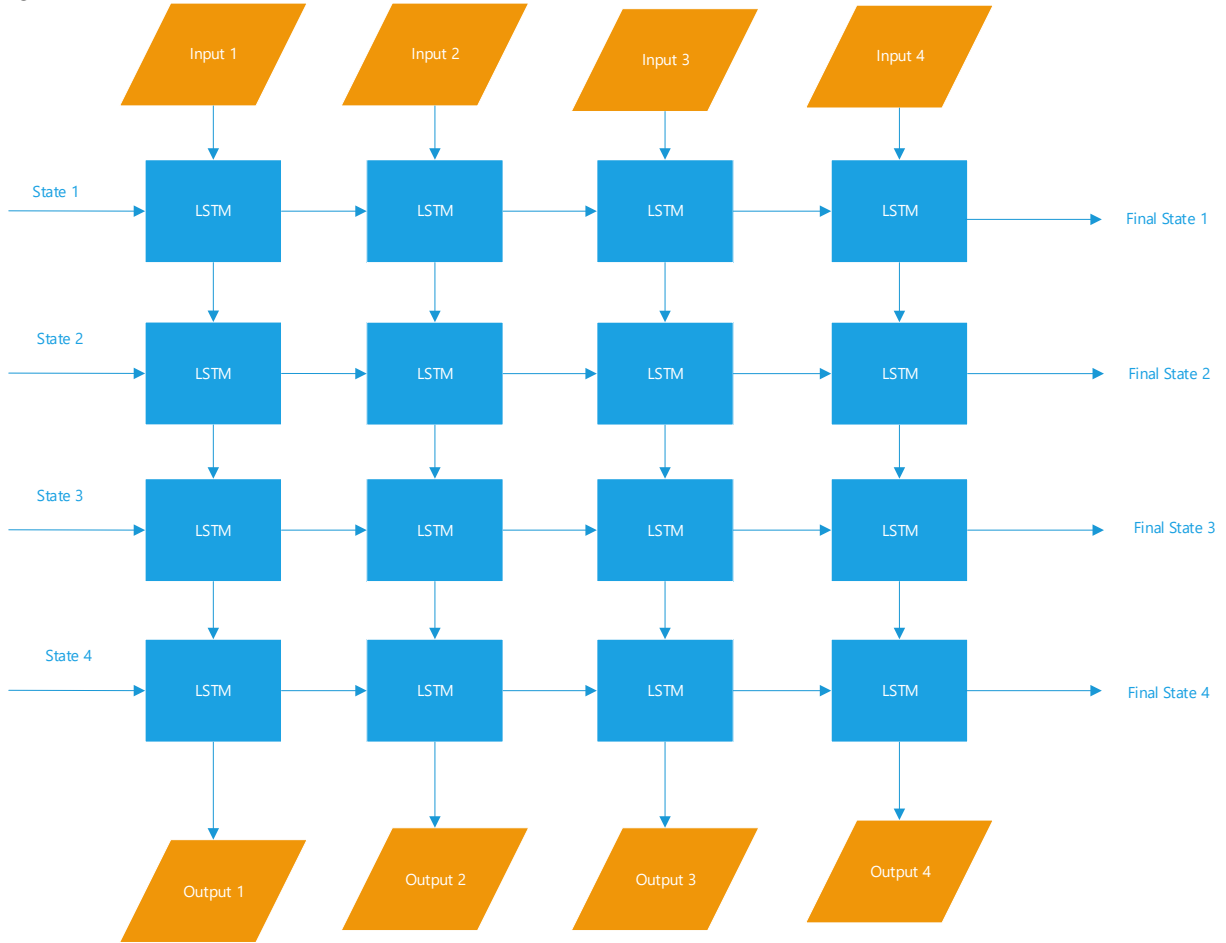 Input 1
Input 2
Input 3
Input 4
State 1
LSTM
LSTM
LSTM
LSTM
Final State 1
State 2
LSTM
LSTM
LSTM
LSTM
Final State 2
State 3
LSTM
LSTM
LSTM
LSTM
Final State 3
State 4
LSTM
LSTM
LSTM
LSTM
Final State 4
Output 1
Output 2
Output 3
Output 4